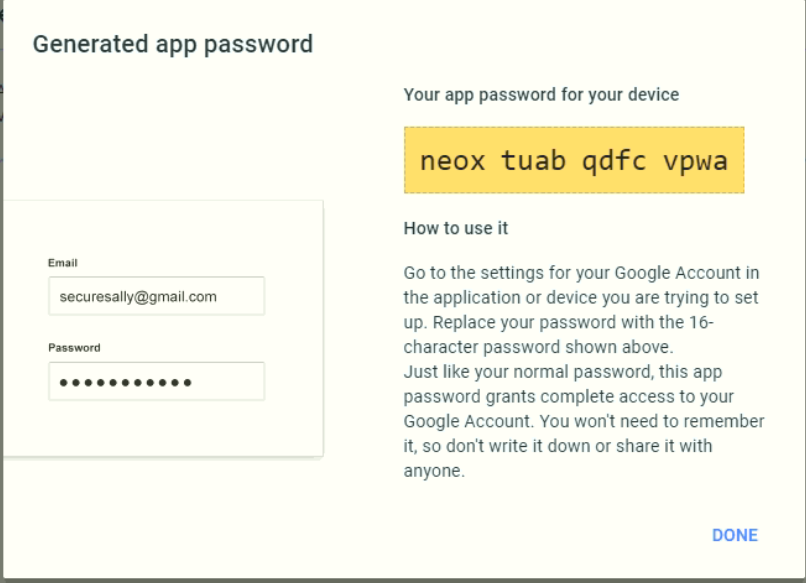 Generated app password
Your app password for your device
neox tuab qdfc vpwa
How to use it
Go to the settings for your Google Account in
the application or device you are trying to set
up. Replace your password with the 16-
character password shown above.
Just like your normal password, this app
password grants complete access to your
Google Account. You won't need to remember
it, so don't write it down or share it with
anyone.
Email
securesally@gmail.com
Password
●●●●●●●●●●●
DONE